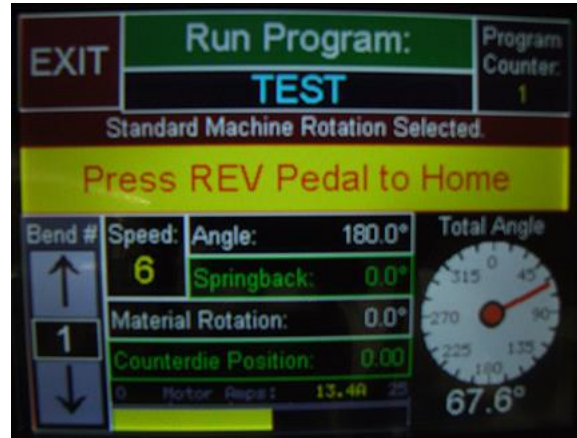 EXIT
Run Program:
TEST
Program
Counter:
1
Standard Machine Rotation Selected.
Press REV Pedal to Home
Bend #
1
Speed:
6
Angle: 180.0°
Springback: 0.0°
Material Rotation: 0.0°
Counterdie Position: 0.00
0 Motor Amps: 13.4A 25
Total Angle
0
45
90
135
180
225
270
315
67.6°